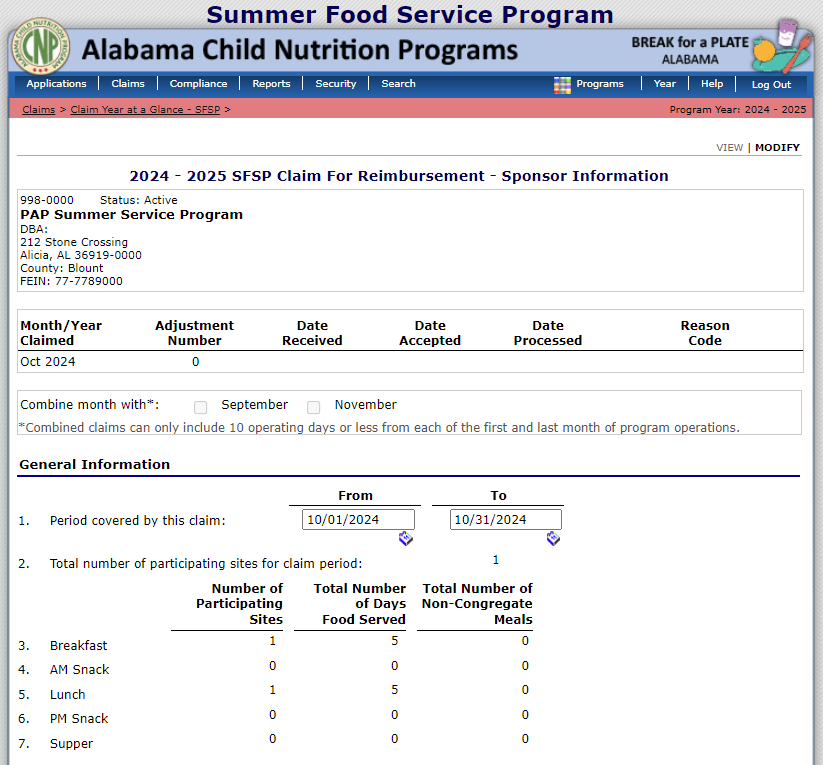 Summer Food Service Program
CNP
Alabama Child Nutrition Programs
BREAK for a PLATE
ALABAMA
Applications | Claims | Compliance | Reports | Security | Search
Programs | Year | Help | Log Out
Claims > Claim Year at a Glance - SFSP >
Program Year: 2024 - 2025
VIEW | MODIFY
2024 - 2025 SFSP Claim For Reimbursement - Sponsor Information
998-0000 Status: Active
PAP Summer Service Program
DBA:
212 Stone Crossing
Alicia, AL 36919-0000
County: Blount
FEIN: 77-7789000
Month/Year Claimed Adjustment Number Date Received Date Accepted Date Processed Reason Code
Oct 2024 0
Combine month with*: September November
*Combined claims can only include 10 operating days or less from each of the first and last month of program operations.
General Information
From To
1. Period covered by this claim: 10/01/2024 10/31/2024
2. Total number of participating sites for claim period: 1
Number of Participating Sites Total Number of Days Food Served Total Number of Non-Congregate Meals
3. Breakfast 1 5 0
4. AM Snack 0 0 0
5. Lunch 1 5 0
6. PM Snack 0 0 0
7. Supper 0 0 0